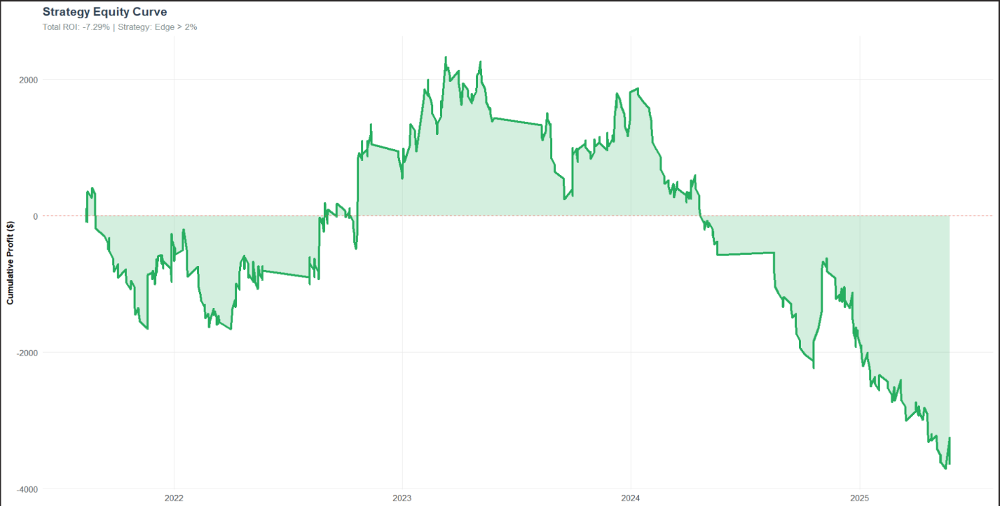 Strategy Equity Curve
Total ROI: -7.29% | Strategy: Edge > 2%
Cumulative Profit ($)
2000
0
-2000
-4000
2022
2023
2024
2025